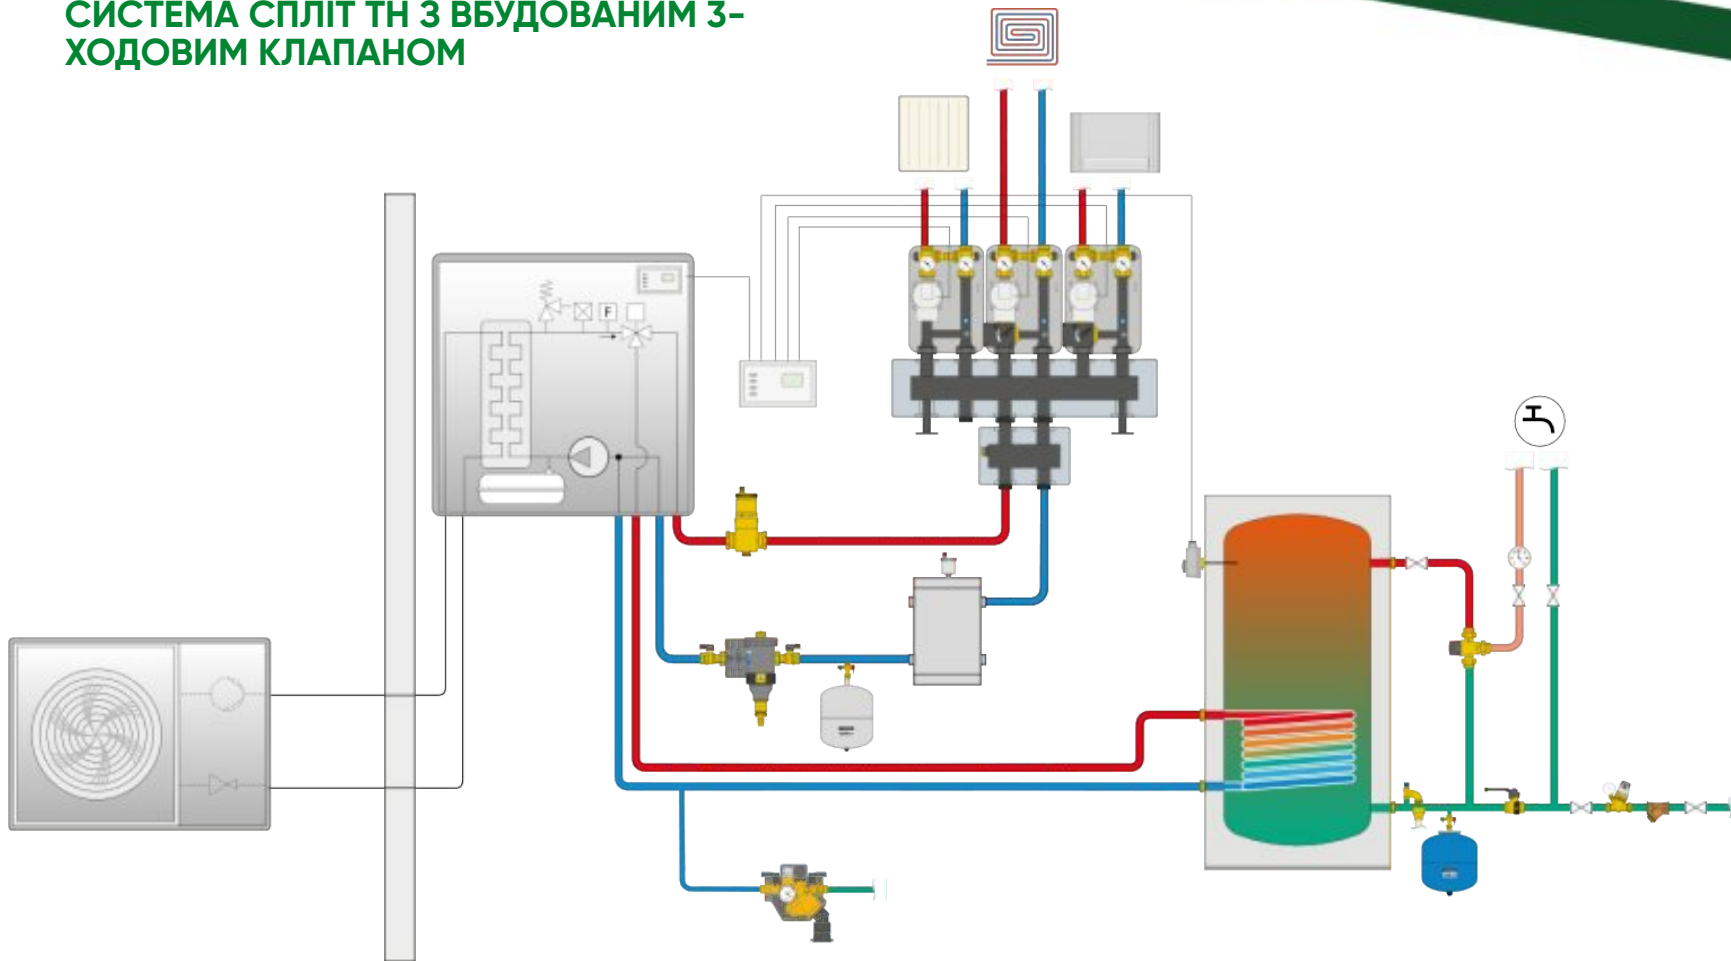 СИСТЕМА СПЛІТ ТН З ВБУДОВАНИМ 3-
ХОДОВИМ КЛАПАНОМ
F